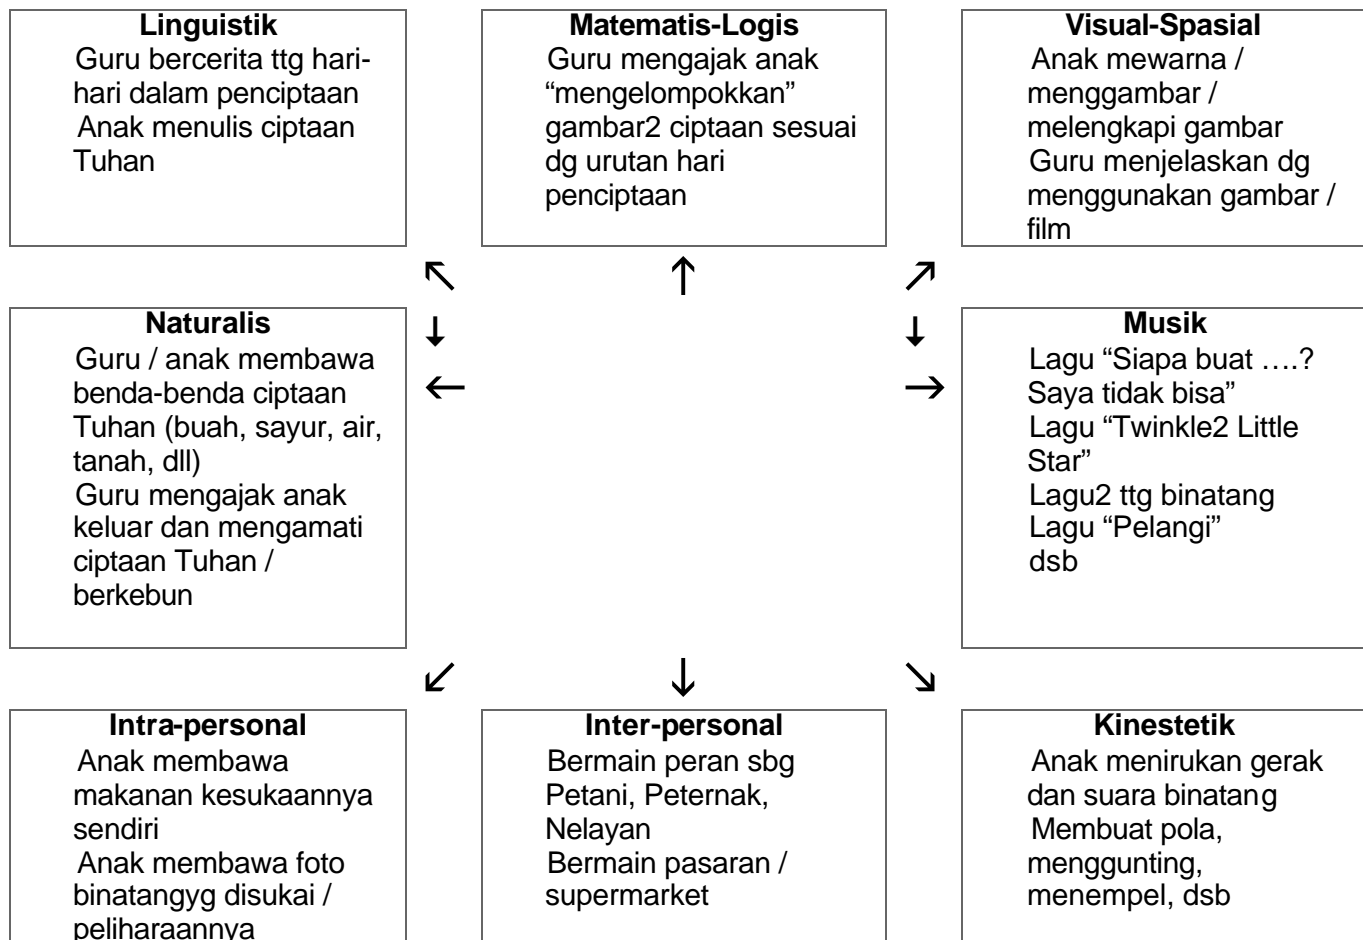 Linguistik
Guru bercerita ttg hari-
hari dalam penciptaan
Anak menulis ciptaan
Tuhan
Matematis-Logis
Guru mengajak anak
“mengelompokkan”
gambar2 ciptaan sesuai
dg urutan hari
penciptaan
Visual-Spasial
Anak mewarna /
menggambar /
melengkapi gambar
Guru menjelaskan dg
menggunakan gambar /
film
Naturalis
Guru / anak membawa
benda-benda ciptaan
Tuhan (buah, sayur, air,
tanah, dll)
Guru mengajak anak
keluar dan mengamati
ciptaan Tuhan /
berkebun
Musik
Lagu “Siapa buat ….?
Saya tidak bisa”
Lagu “Twinkle2 Little
Star”
Lagu2 ttg binatang
Lagu “Pelangi”
dsb
Intra-personal
Anak membawa
makanan kesukaannya
sendiri
Anak membawa foto
binatangyg disukai /
peliharaannya
Inter-personal
Bermain peran sbg
Petani, Peternak,
Nelayan
Bermain pasaran /
supermarket
Kinestetik
Anak menirukan gerak
dan suara binatang
Membuat pola,
menggunting,
menempel, dsb